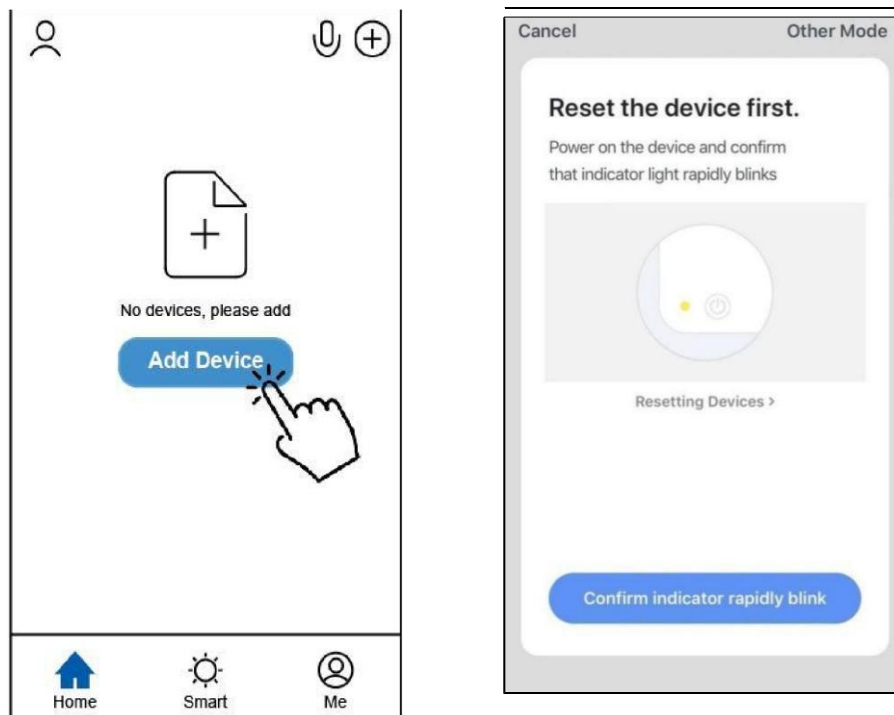 No devices, please add
Add Device
Home
Smart
Me
Cancel
Other Mode
Reset the device first.
Power on the device and confirm
that indicator light rapidly blinks
Resetting Devices >
Confirm indicator rapidly blink